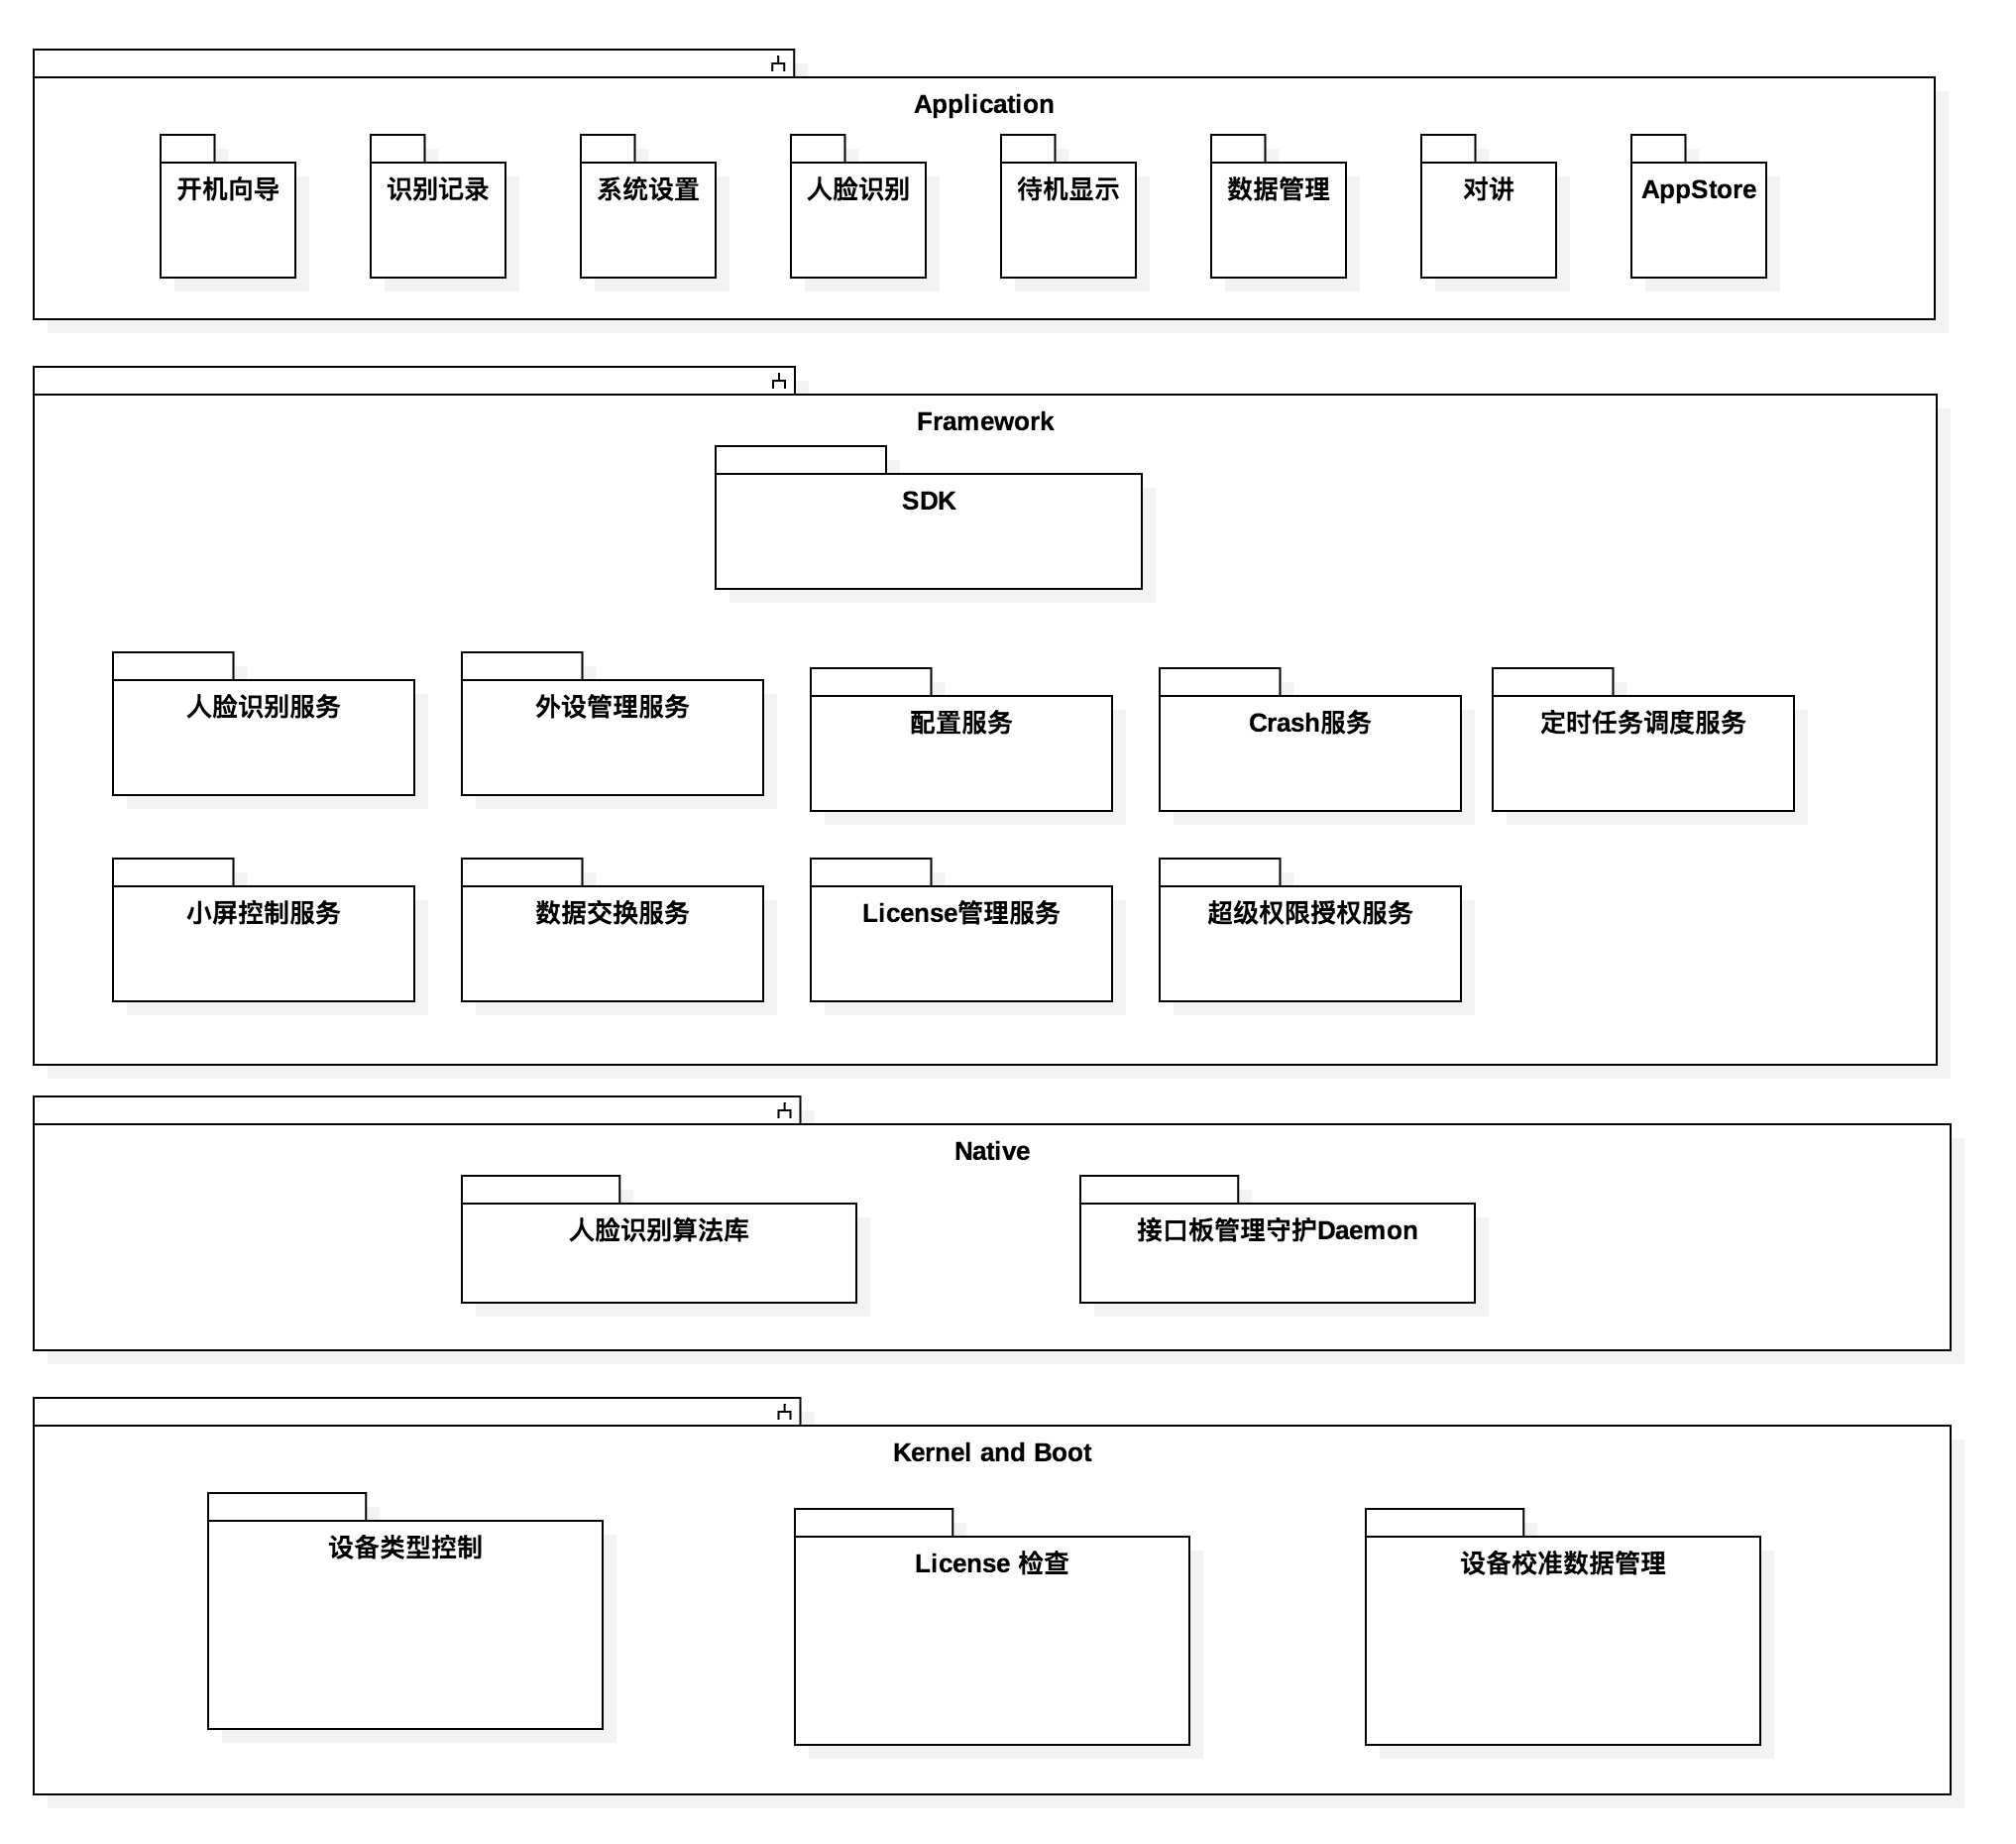 Application
开机向导
识别记录
系统设置
人脸识别
待机显示
数据管理
对讲
AppStore
Framework
SDK
人脸识别服务
外设管理服务
配置服务
Crash服务
定时任务调度服务
小屏控制服务
数据交换服务
License管理服务
超级权限授权服务
Native
人脸识别算法库
接口板管理守护Daemon
Kernel and Boot
设备类型控制
License 检查
设备校准数据管理